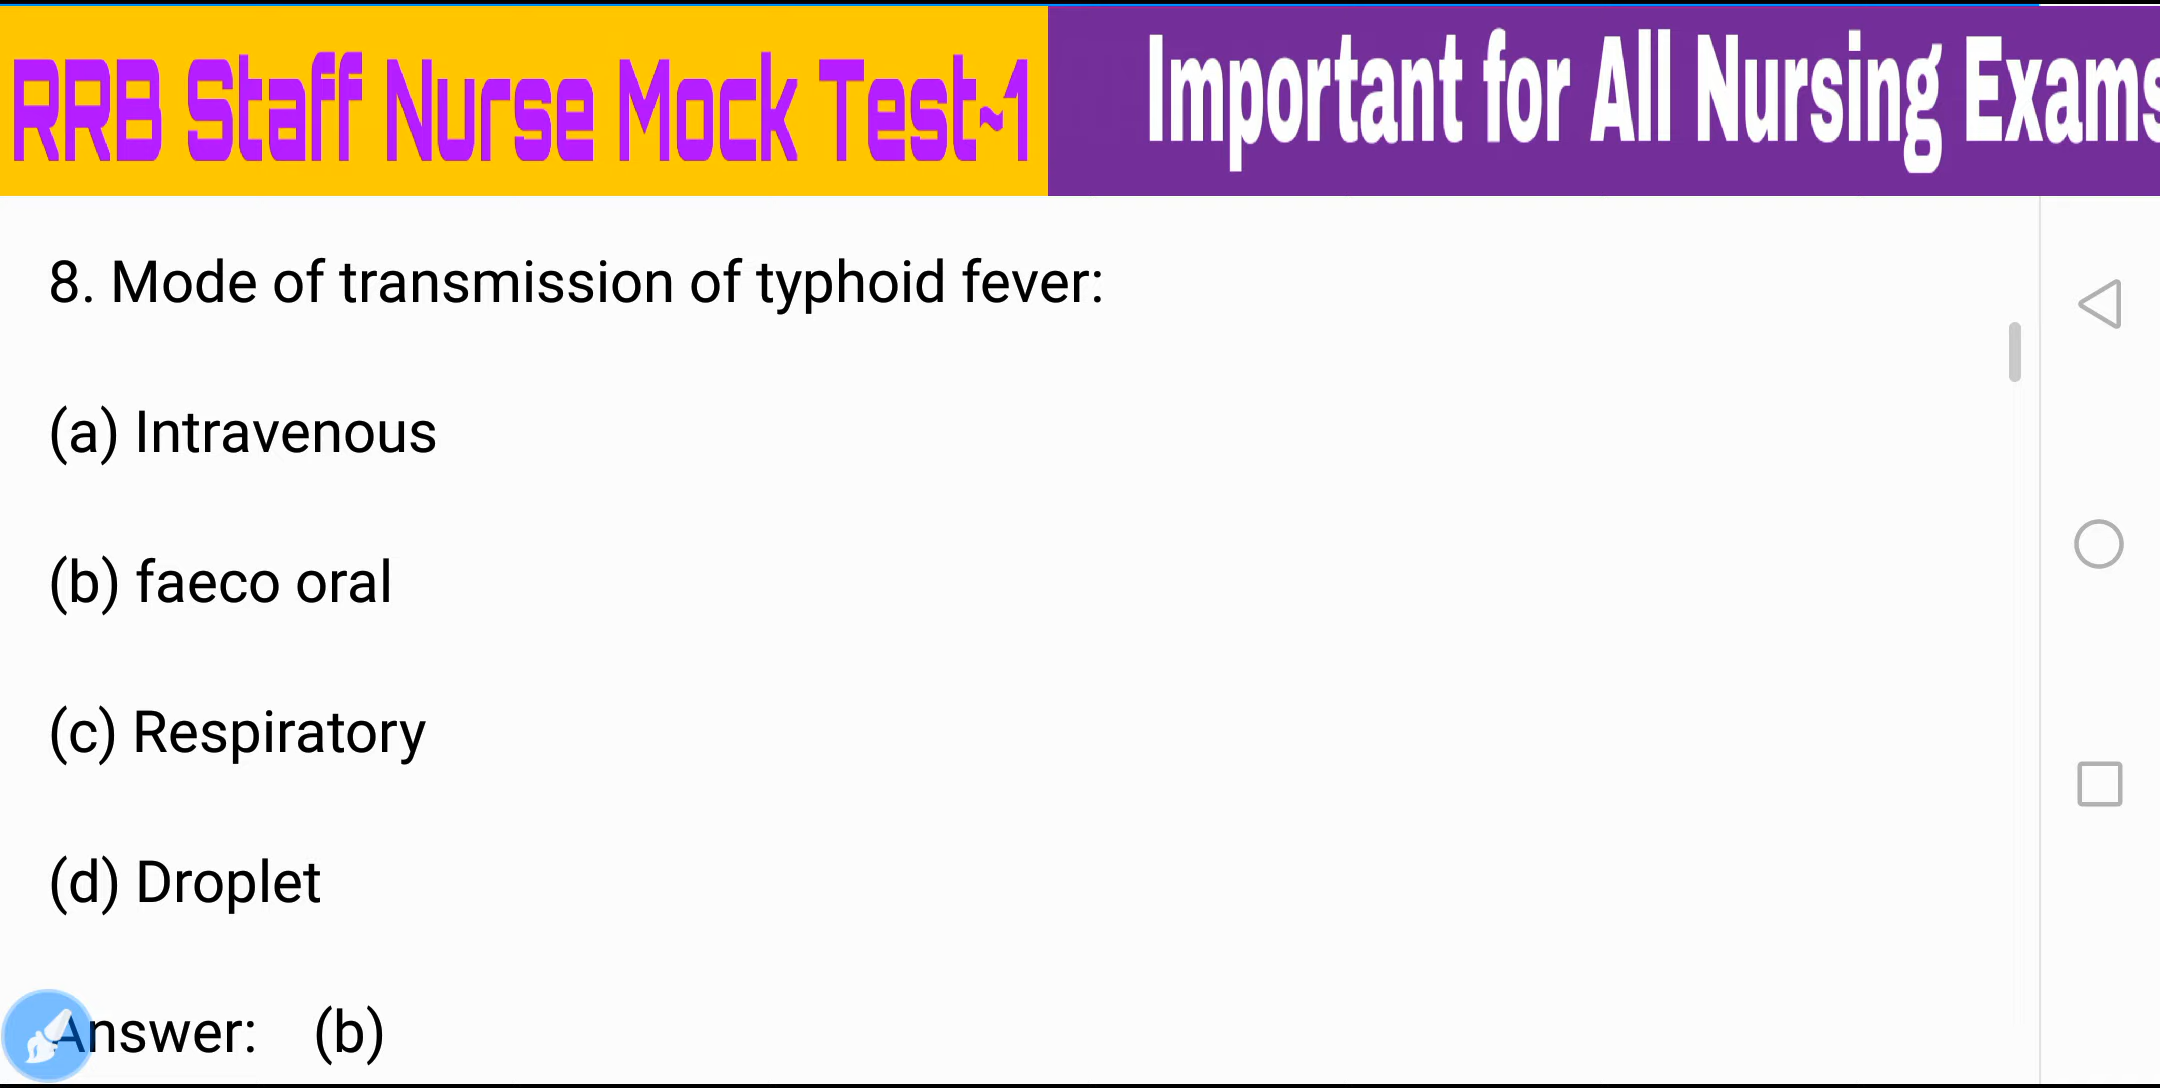 RRB Staff Nurse Mock Test~1
Important for All Nursing Exams
8. Mode of transmission of typhoid fever:
(a) Intravenous
(b) faeco oral
(c) Respiratory
(d) Droplet
Answer: (b)